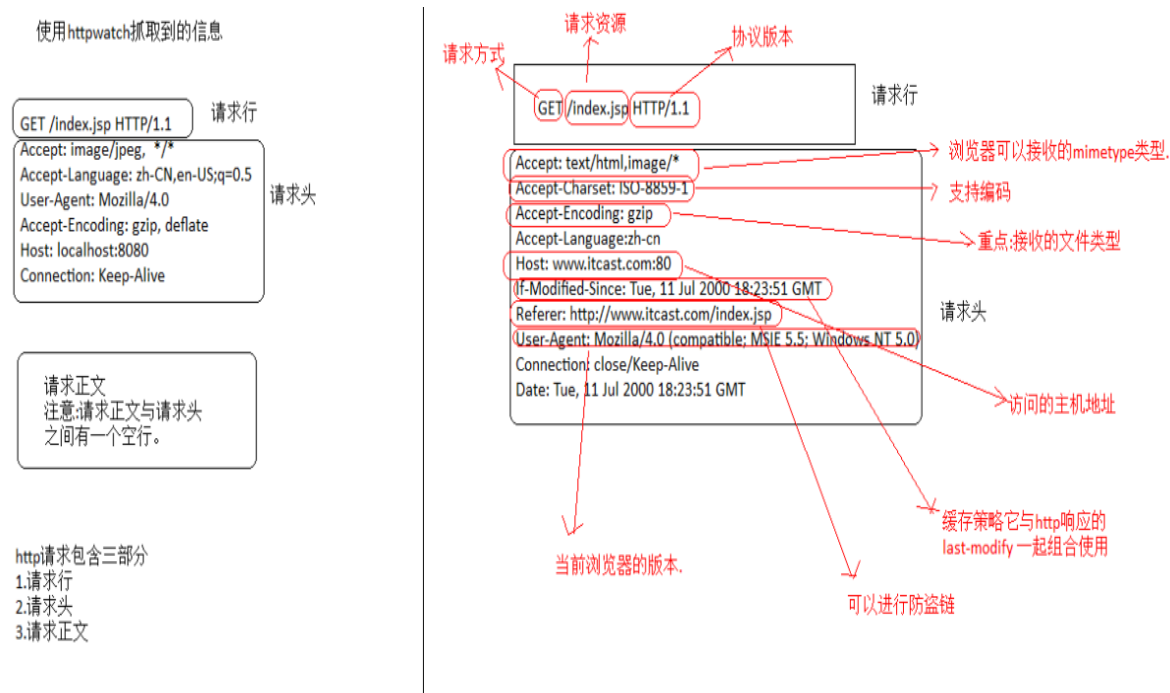 使用httpwatch抓取到的信息
GET /index.jsp HTTP/1.1
请求行
Accept: image/jpeg, */*
Accept-Language: zh-CN,en-US;q=0.5
User-Agent: Mozilla/4.0
Accept-Encoding: gzip, deflate
Host: localhost:8080
Connection: Keep-Alive
请求头
请求正文
注意:请求正文与请求头
之间有一个空行。
http请求包含三部分
1.请求行
2.请求头
3.请求正文
请求方式
请求资源
协议版本
GET /index.jsp HTTP/1.1
请求行
Accept: text/html,image/*
Accept-Charset: ISO-8859-1
Accept-Encoding: gzip
Accept-Language:zh-cn
Host: www.itcast.com:80
If-Modified-Since: Tue, 11 Jul 2000 18:23:51 GMT
Referer: http://www.itcast.com/index.jsp
User-Agent: Mozilla/4.0 (compatible; MSIE 5.5; Windows NT 5.0)
Connection: close/Keep-Alive
Date: Tue, 11 Jul 2000 18:23:51 GMT
请求头
浏览器可以接收的mimetype类型.
支持编码
重点:接收的文件类型
访问的主机地址
缓存策略它与http响应的
last-modify 一起组合使用
可以进行防盗链
当前浏览器的版本.